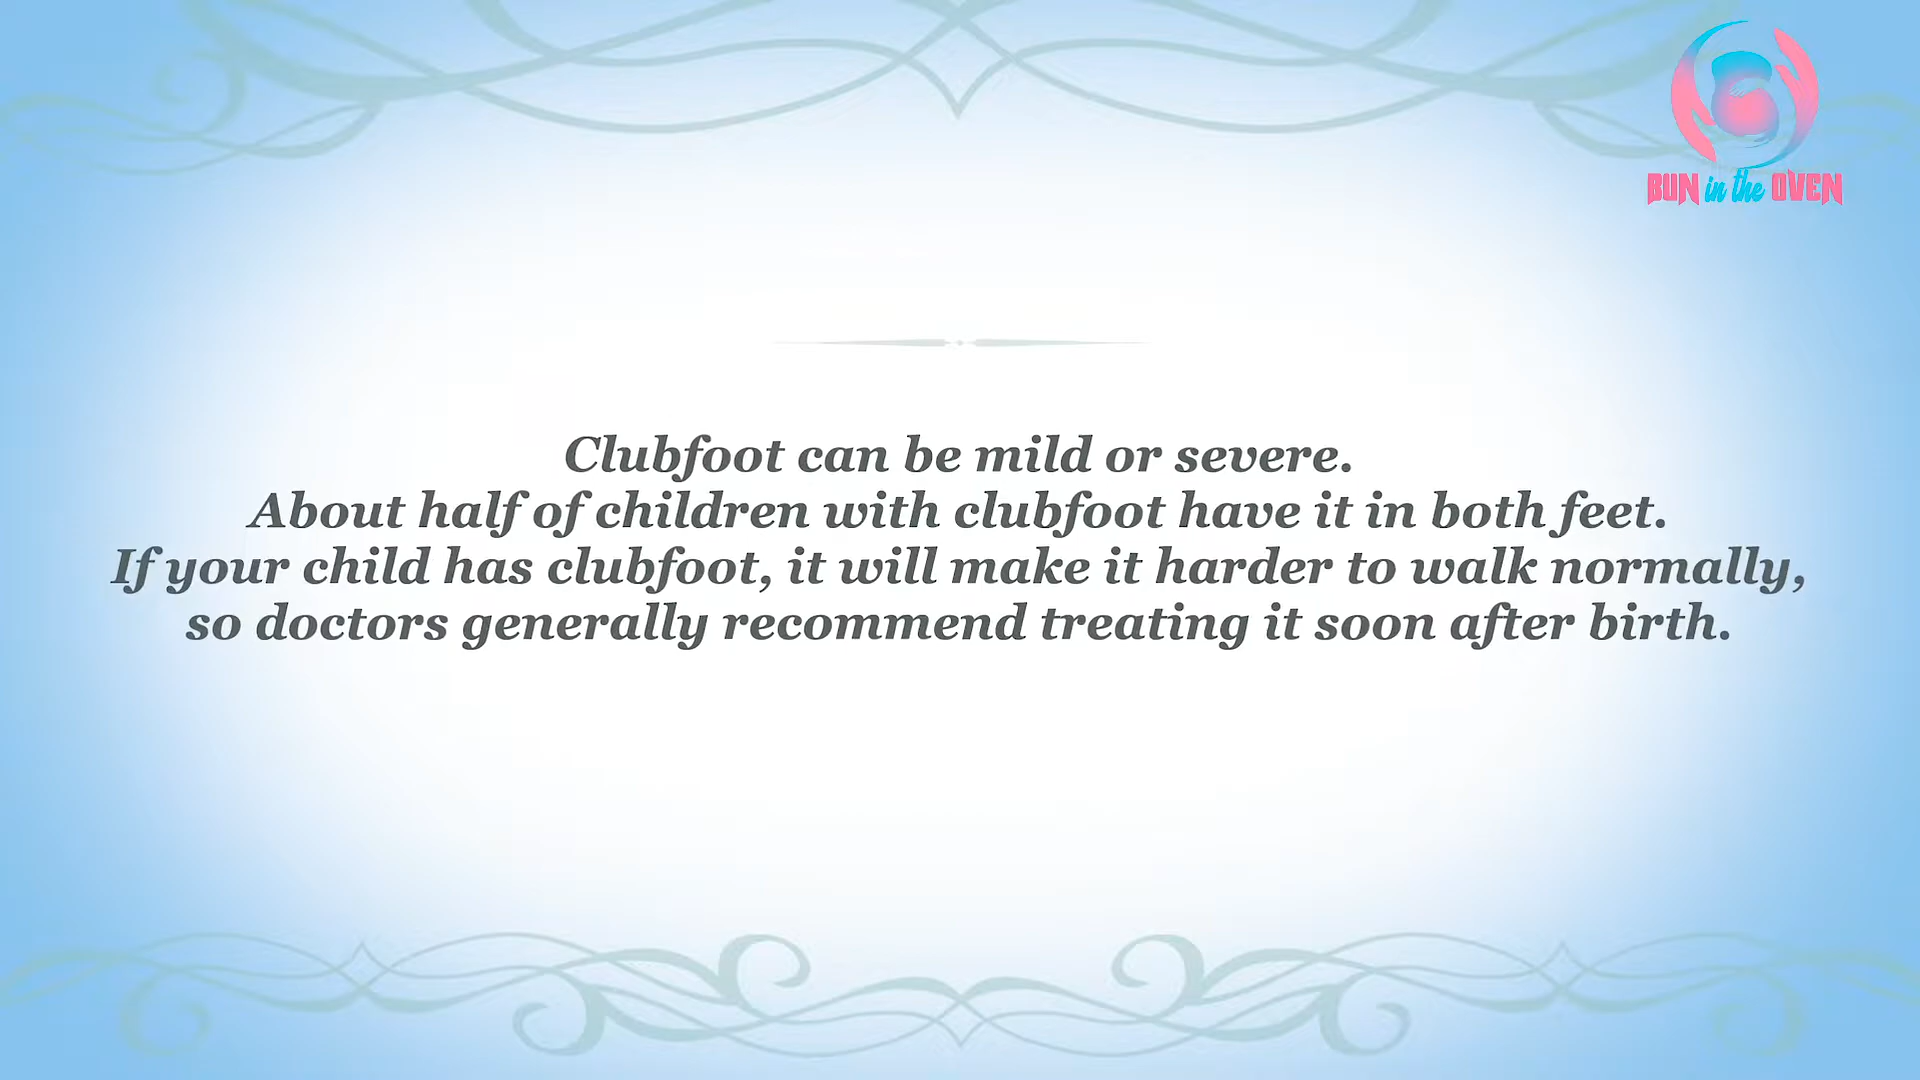 BUN in the OVEN
Clubfoot can be mild or severe.
About half of children with clubfoot have it in both feet.
If your child has clubfoot, it will make it harder to walk normally,
so doctors generally recommend treating it soon after birth.